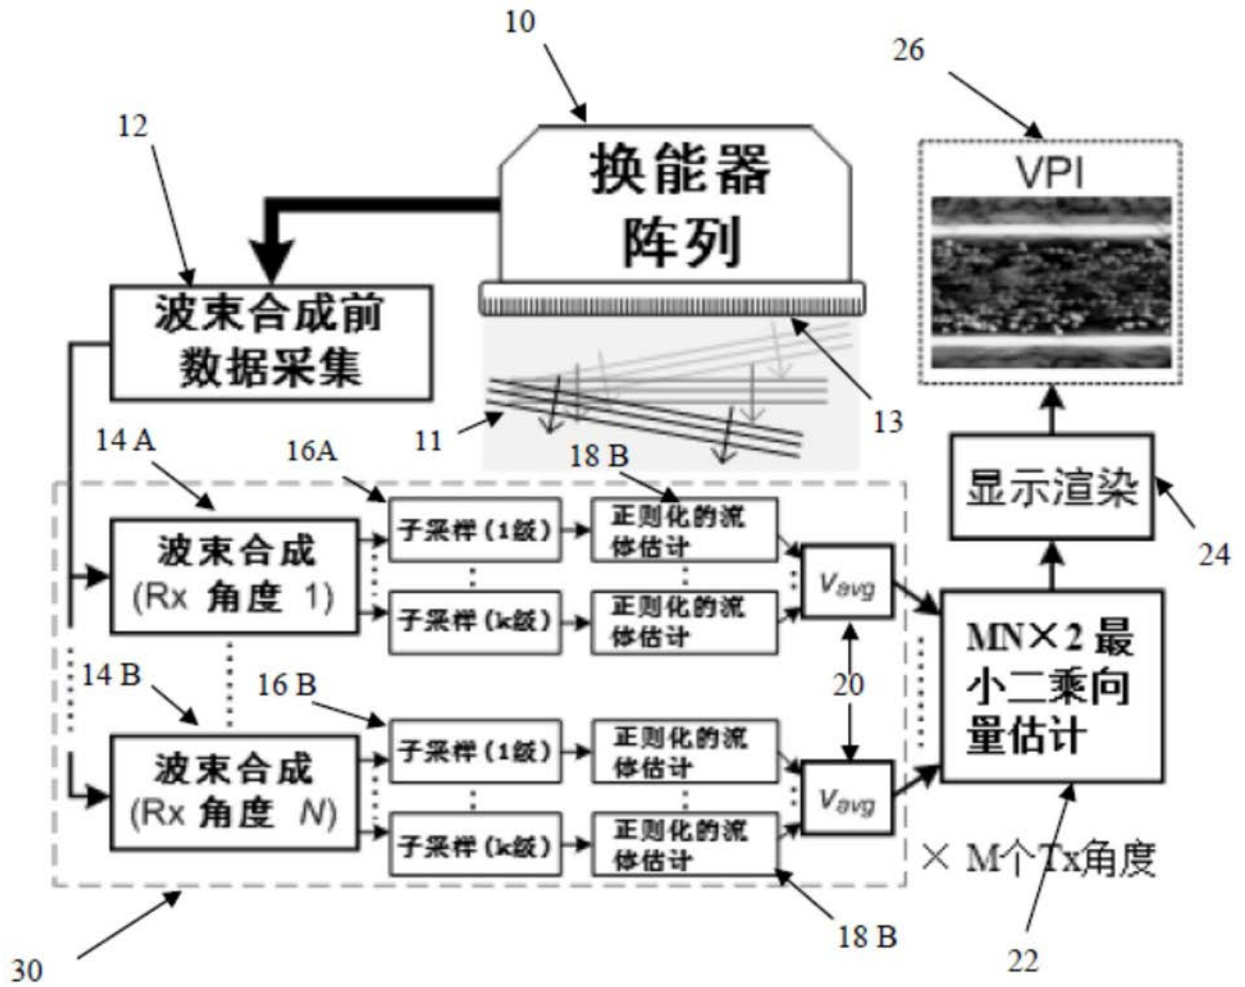 10
26
12
换能器
阵列
VPI
波束合成前
数据采集
11
13
14 A
16A
18 B
显示渲染
24
波束合成
(Rx 角度 1)
子采样(1级)
正则化的流
体估计
子采样(k级)
正则化的流
体估计
vavg
MN×2 最
小二乘向
量估计
14 B
16 B
20
波束合成
(Rx 角度 N)
子采样(1级)
正则化的流
体估计
子采样(k级)
正则化的流
体估计
vavg
× M个Tx角度
30
18 B
22